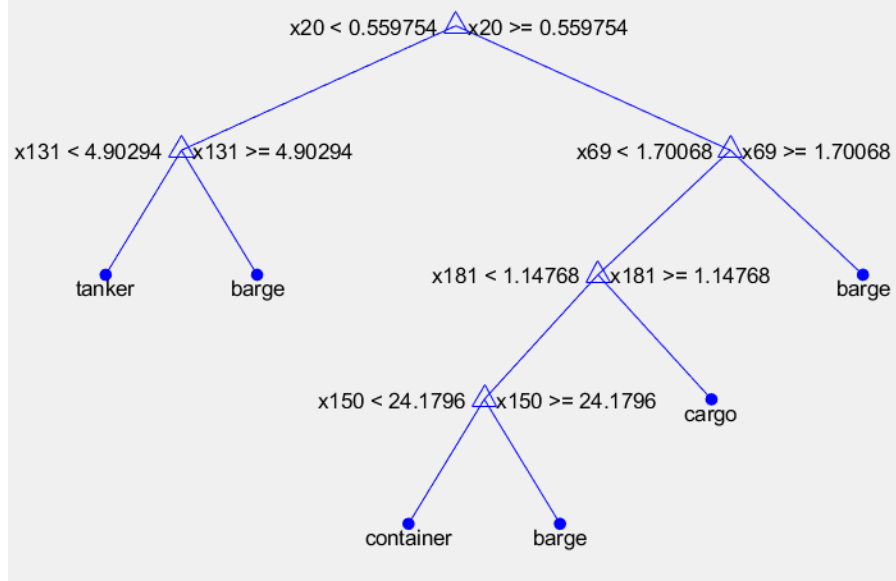 x20 < 0.559754 x20 >= 0.559754
x131 < 4.90294 x131 >= 4.90294 x69 < 1.70068 x69 >= 1.70068
tanker barge x181 < 1.14768 x181 >= 1.14768 barge
x150 < 24.1796 x150 >= 24.1796 cargo
container barge